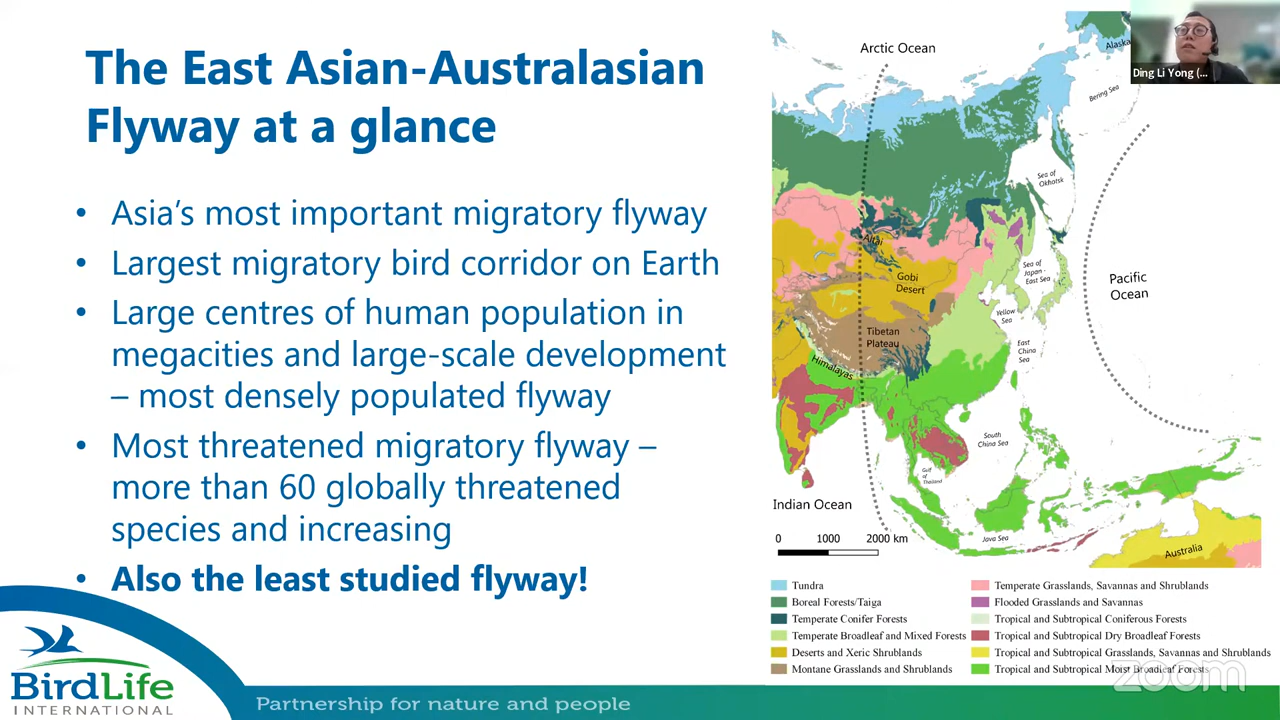 The East Asian-Australasian
Flyway at a glance
• Asia’s most important migratory flyway
• Largest migratory bird corridor on Earth
• Large centres of human population in
megacities and large-scale development
– most densely populated flyway
• Most threatened migratory flyway –
more than 60 globally threatened
species and increasing
• Also the least studied flyway!
Arctic Ocean
Alaska
Bering Sea
Sea of
Okhotsk
Altai
Gobi
Desert
Sea of
Japan -
East Sea
Pacific
Ocean
Yellow
Sea
Tibetan
Plateau
East
China
Sea
Himalayas
South
China Sea
Gulf
of
Thailand
Indian Ocean
Java Sea
Australia
0 1000 2000 km
Tundra
Boreal Forests/Taiga
Temperate Conifer Forests
Temperate Broadleaf and Mixed Forests
Deserts and Xeric Shrublands
Montane Grasslands and Shrublands
Temperate Grasslands, Savannas and Shrublands
Flooded Grasslands and Savannas
Tropical and Subtropical Coniferous Forests
Tropical and Subtropical Dry Broadleaf Forests
Tropical and Subtropical Grasslands, Savannas and Shrublands
Tropical and Subtropical Moist Broadleaf Forests
Ding Li Yong (...
BirdLife
INTERNATIONAL
Partnership for nature and people
zoom